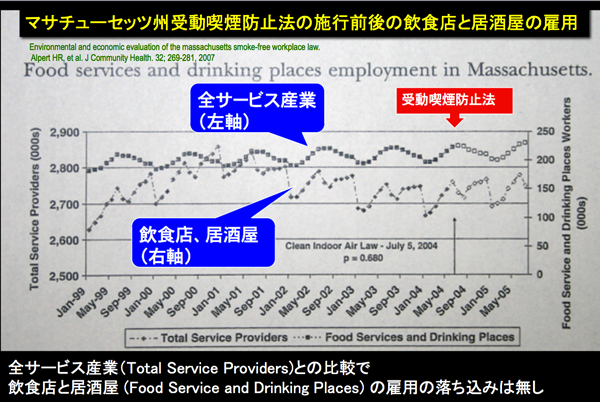 マサチューセッツ州受動喫煙防止法の施行前後の飲食店と居酒屋の雇用
Environmental and economic evaluation of the massachusetts smoke-free workplace law.
Alpert HR, et al. J Community Health. 32; 269-281, 2007
Food services and drinking places employment in Massachusetts.
全サービス産業
（左軸）
受動喫煙防止法
Total Service Providers (000s)
2,900
2,800
2,700
2,600
2,500
飲食店、居酒屋
（右軸）
Clean Indoor Air Law - July 5, 2004
p = 0.680
250
200
150
100
50
0
Food Service and Drinking Places Workers
(000s)
Jan-99
May-99
Sep-99
Jan-00
May-00
Sep-00
Jan-01
May-01
Sep-01
Jan-02
May-02
Sep-02
Jan-03
May-03
Sep-03
Jan-04
May-04
Sep-04
Jan-05
May-05
Total Service Providers
Food Services and Drinking Places
全サービス産業（Total Service Providers)との比較で
飲食店と居酒屋 (Food Service and Drinking Places) の雇用の落ち込みは無し